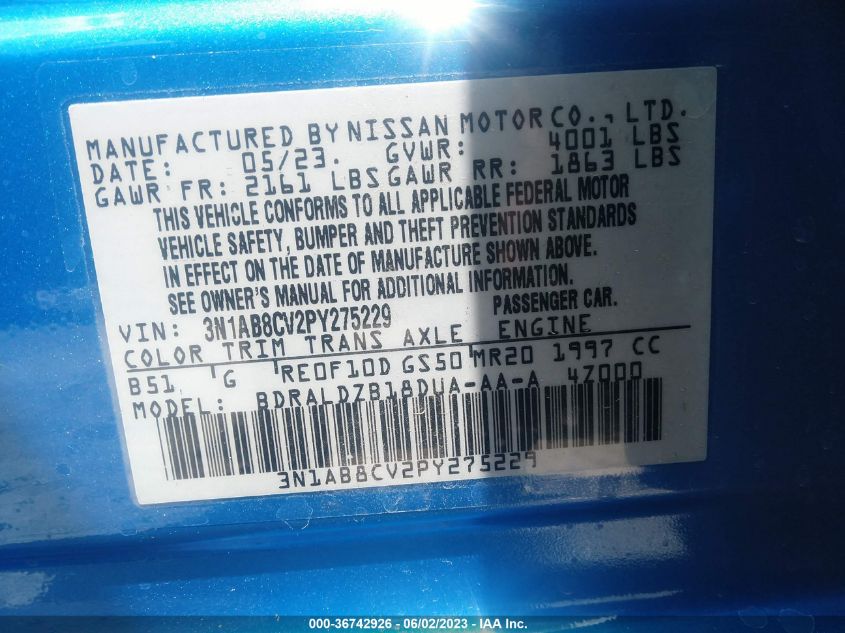 MANUFACTURED BY NISSAN MOTOR CO., LTD.
DATE: 05/23. GVWR: 4001 LBS
GAWR FR: 2161 LBS GAWR RR: 1863 LBS
THIS VEHICLE CONFORMS TO ALL APPLICABLE FEDERAL MOTOR
VEHICLE SAFETY, BUMPER AND THEFT PREVENTION STANDARDS
IN EFFECT ON THE DATE OF MANUFACTURE SHOWN ABOVE.
SEE OWNER'S MANUAL FOR ADDITIONAL INFORMATION.
VIN: 3N1AB8CV2PY275229 PASSENGER CAR.
COLOR TRIM TRANS AXLE ENGINE
B51 G RE0F10D GS50 MR20 1997 CC
MODEL: BDRALDZB18DUA-AA-A 4Z000
3N1AB8CV2PY275229
000-36742926 - 06/02/2023 - IAA Inc.